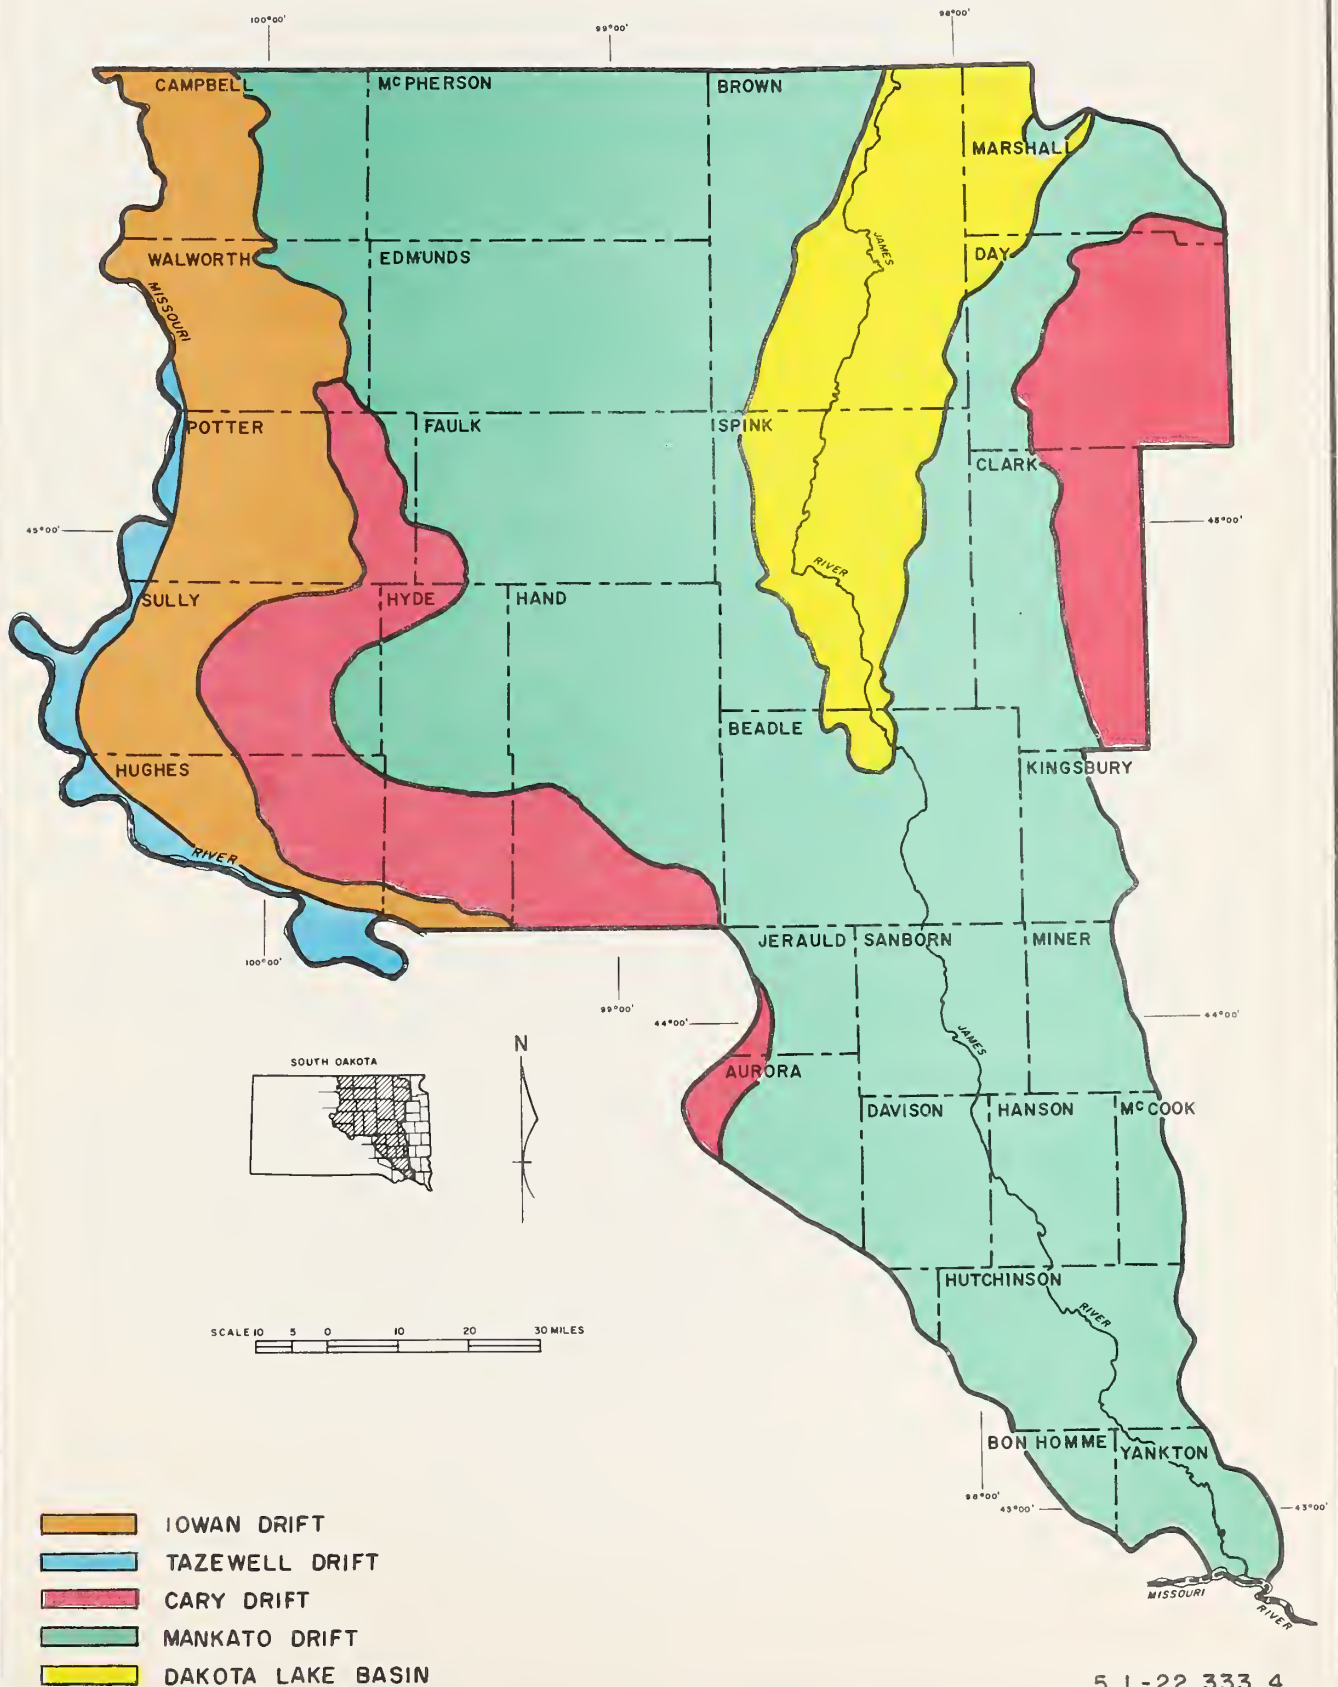 100°00'
99°00'
98°00'
CAMPBELL
McPHERSON
BROWN
MARSHALL
JAMES
WALWORTH
EDMUNDS
DAY
MISSOURI
POTTER
FAULK
SPINK
CLARK
45°00'
45°00'
RIVER
SULLY
HYDE
HAND
BEADLE
HUGHES
KINGSBURY
RIVER
JERAULD
SANBORN
MINER
100°00'
99°00'
44°00'
44°00'
JAMES
N
SOUTH DAKOTA
AURORA
DAVISON
HANSON
McCOOK
HUTCHINSON
RIVER
SCALE 10 5 0 10 20 30 MILES
BON HOMME
YANKTON
98°00'
43°00'
43°00'
MISSOURI
RIVER
IOWAN DRIFT
TAZEWELL DRIFT
CARY DRIFT
MANKATO DRIFT
DAKOTA LAKE BASIN